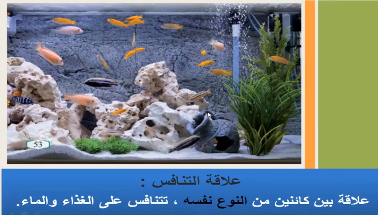 53
علاقة التنافس :
علاقة بين كائنين من النوع نفسه ، تتنافس على الغذاء والماء.